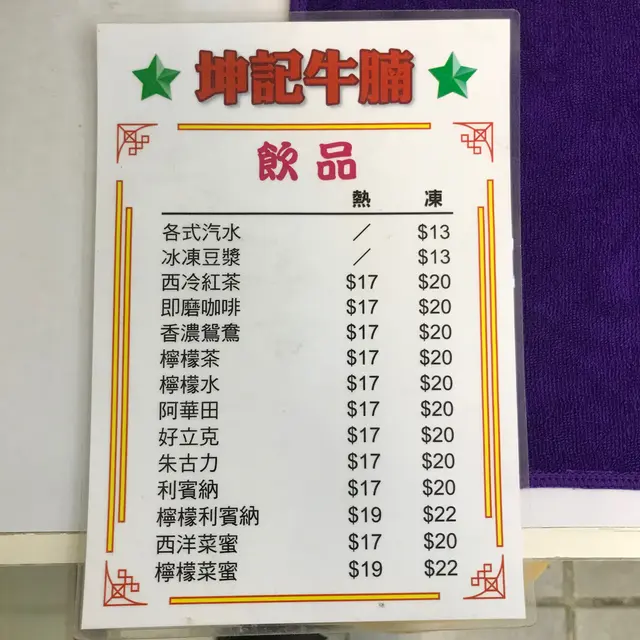 坤記牛腩
飲品
熱 凍
各式汽水 / $13
冰凍豆漿 / $13
西冷紅茶 $17 $20
即磨咖啡 $17 $20
香濃鴛鴦 $17 $20
檸檬茶 $17 $20
檸檬水 $17 $20
阿華田 $17 $20
好立克 $17 $20
朱古力 $17 $20
利賓納 $17 $20
檸檬利賓納 $19 $22
西洋菜蜜 $17 $20
檸檬菜蜜 $19 $22